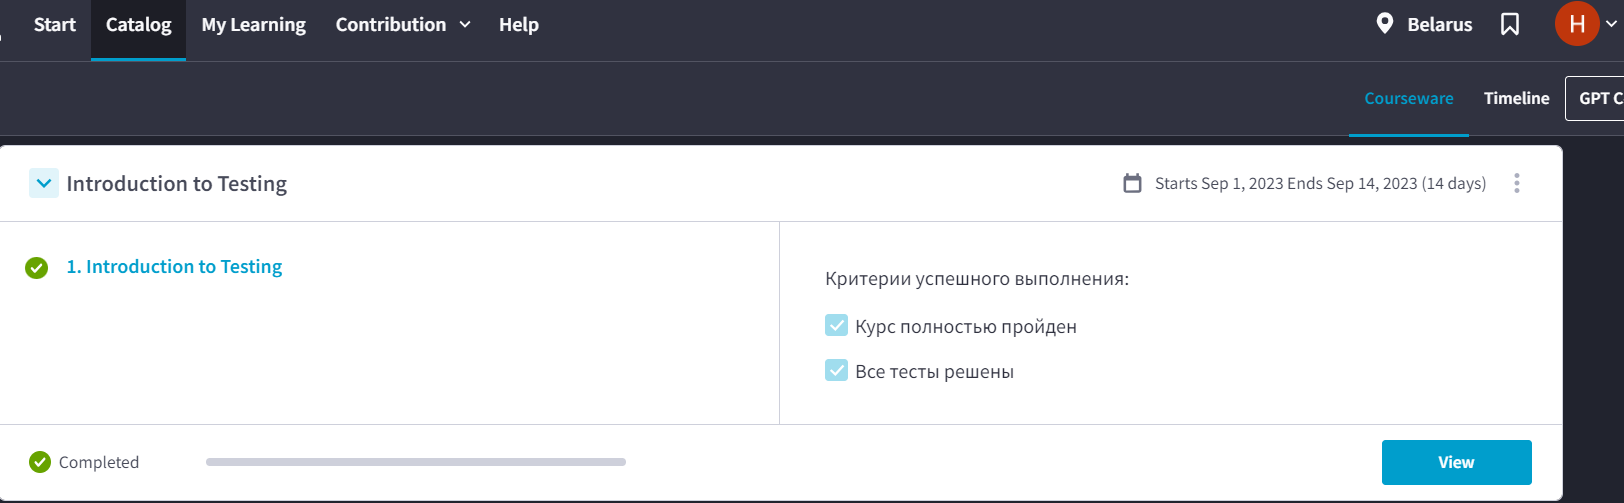 Start Catalog My Learning Contribution Help Belarus H
Courseware Timeline GPT C
Introduction to Testing Starts Sep 1, 2023 Ends Sep 14, 2023 (14 days)
1. Introduction to Testing
Критерии успешного выполнения:
Курс полностью пройден
Все тесты решены
Completed View